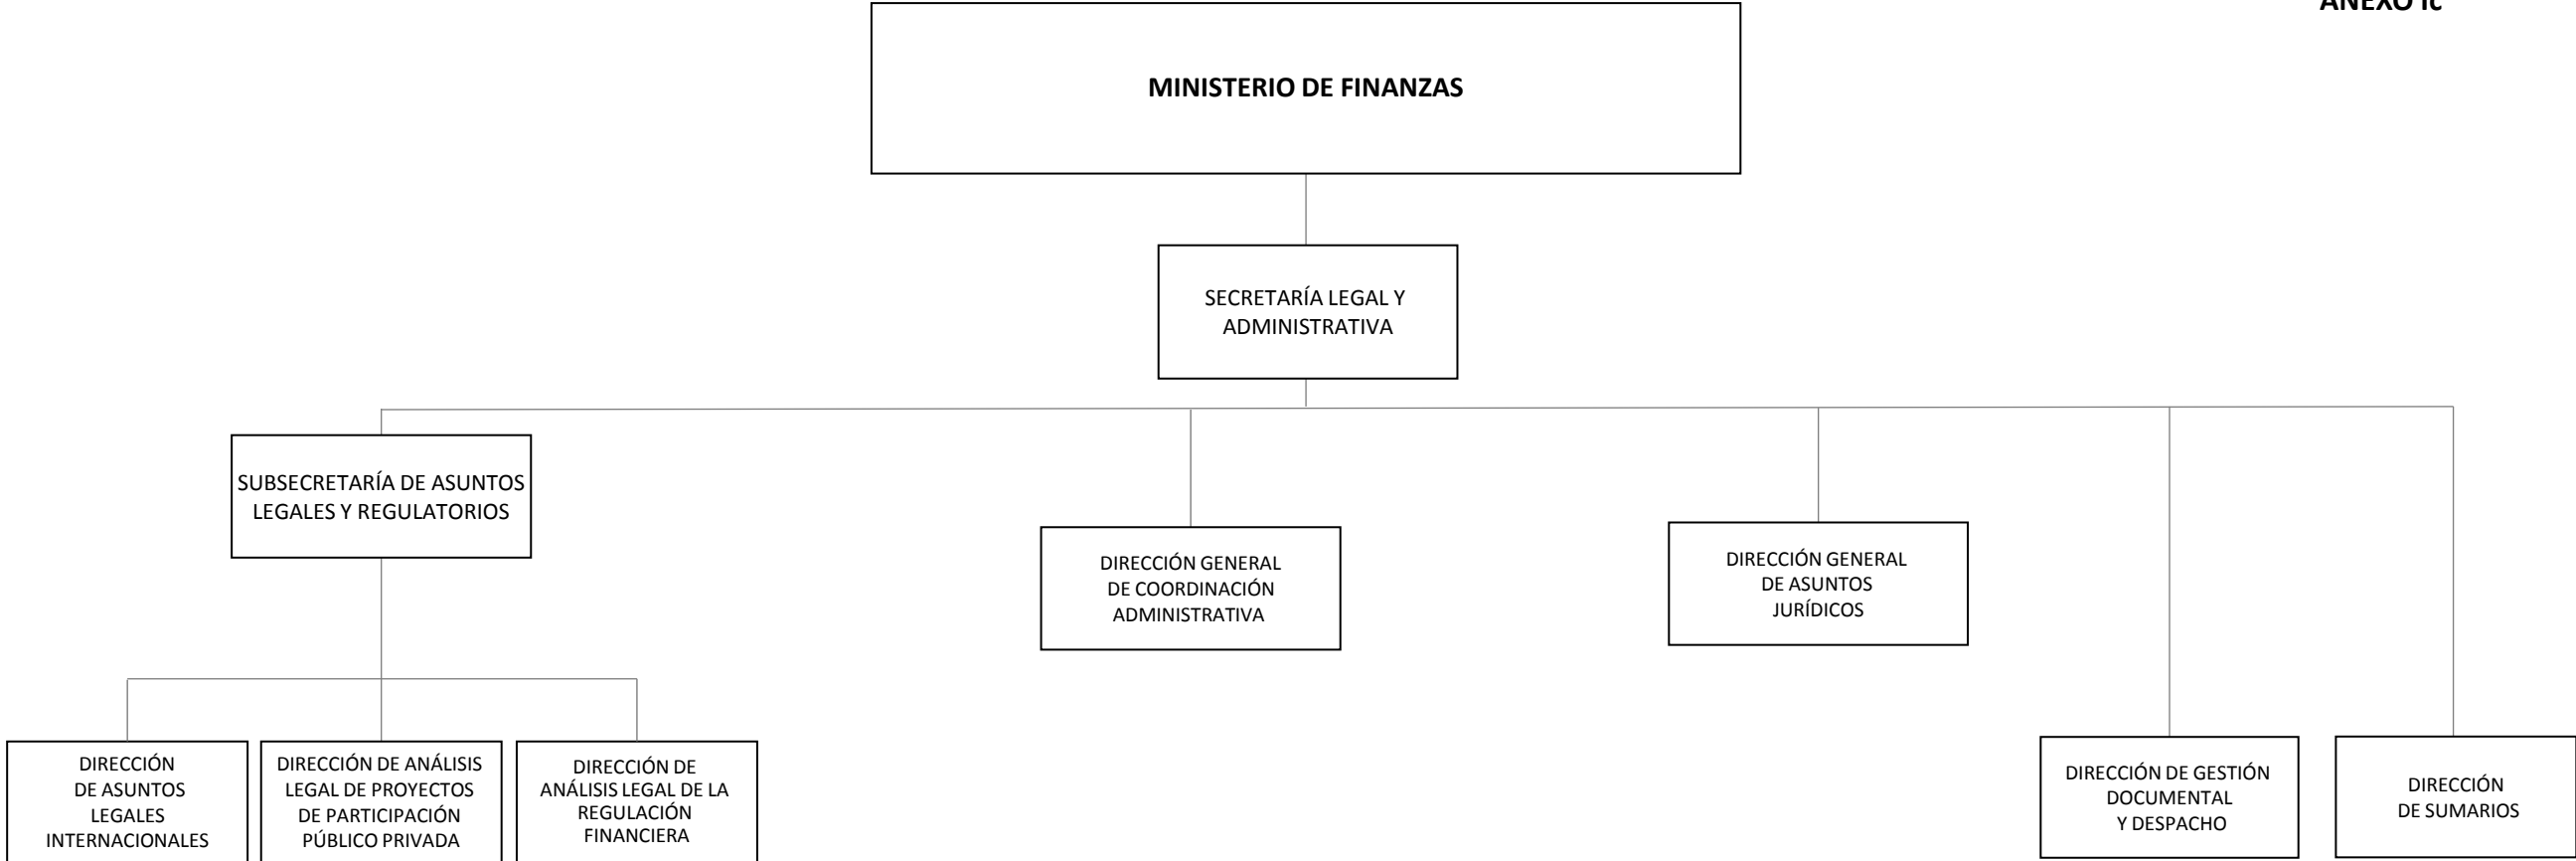 ANEXO Ic
MINISTERIO DE FINANZAS
SECRETARÍA LEGAL Y
ADMINISTRATIVA
SUBSECRETARÍA DE ASUNTOS
LEGALES Y REGULATORIOS
DIRECCIÓN GENERAL
DE COORDINACIÓN
ADMINISTRATIVA
DIRECCIÓN GENERAL
DE ASUNTOS
JURÍDICOS
DIRECCIÓN
DE ASUNTOS
LEGALES
INTERNACIONALES
DIRECCIÓN DE ANÁLISIS
LEGAL DE PROYECTOS
DE PARTICIPACIÓN
PÚBLICO PRIVADA
DIRECCIÓN DE
ANÁLISIS LEGAL DE LA
REGULACIÓN
FINANCIERA
DIRECCIÓN DE GESTIÓN
DOCUMENTAL
Y DESPACHO
DIRECCIÓN
DE SUMARIOS